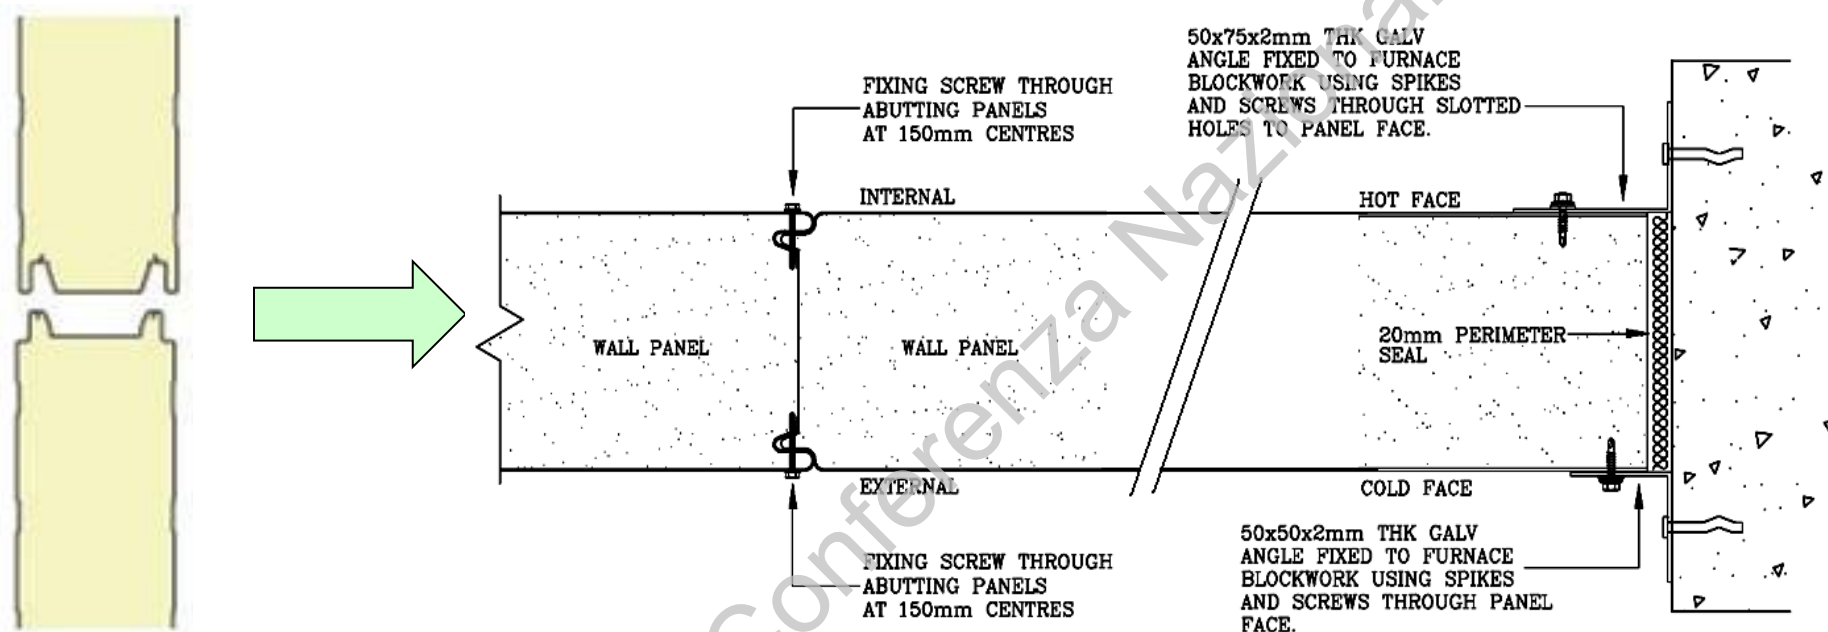 50x75x2mm THK GALV
ANGLE FIXED TO FURNACE
BLOCKWORK USING SPIKES
AND SCREWS THROUGH SLOTTED
HOLES TO PANEL FACE.
FIXING SCREW THROUGH
ABUTTING PANELS
AT 150mm CENTRES
INTERNAL
HOT FACE
WALL PANEL
WALL PANEL
20mm PERIMETER
SEAL
EXTERNAL
COLD FACE
50x50x2mm THK GALV
ANGLE FIXED TO FURNACE
BLOCKWORK USING SPIKES
AND SCREWS THROUGH PANEL
FACE.
FIXING SCREW THROUGH
ABUTTING PANELS
AT 150mm CENTRES
Conferenza Nazional